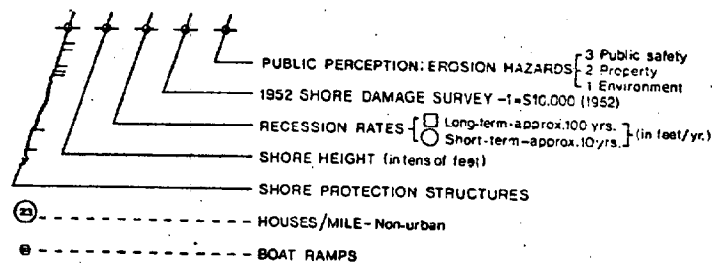 PUBLIC PERCEPTION: EROSION HAZARDS
3 Public safety
2 Property
1 Environment
1952 SHORE DAMAGE SURVEY -1=$10,000 (1952)
RECESSION RATES
Long-term-approx.100 yrs.
Short-term-approx.10yrs.
(in feet/yr.)
SHORE HEIGHT (in tens of feet)
SHORE PROTECTION STRUCTURES
23
HOUSES/MILE-Non-urban
BOAT RAMPS